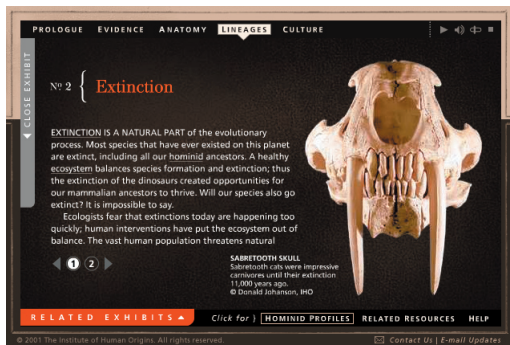 PROLOGUE EVIDENCE ANATOMY LINEAGES CULTURE
CLOSE EXHIBIT
Nº 2 { Extinction
EXTINCTION IS A NATURAL PART of the evolutionary
process. Most species that have ever existed on this planet
are extinct, including all our hominid ancestors. A healthy
ecosystem balances species formation and extinction; thus
the extinction of the dinosaurs created opportunities for
our mammalian ancestors to thrive. Will our species also go
extinct? It is impossible to say.
Ecologists fear that extinctions today are happening too
quickly; human interventions have put the ecosystem out of
balance. The vast human population threatens natural
1 2
SABRETOOTH SKULL
Sabretooth cats were impressive
carnivores until their extinction
11,000 years ago.
© Donald Johanson, IHO
RELATED EXHIBITS
Click for } HOMINID PROFILES RELATED RESOURCES HELP
© 2001 The Institute of Human Origins. All rights reserved.
Contact Us | E-mail Updates